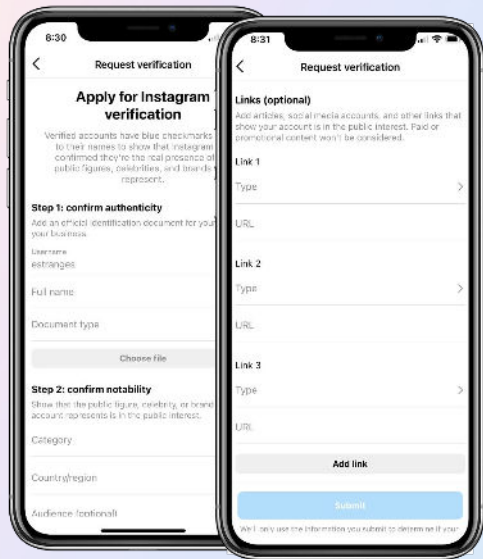 8:30
Request verification
Apply for Instagram
verification
Verified accounts have blue checkmarks
to their names to show that Instagram
confirmed they're the real presence of
public figures, celebrities, and brands
represent.
Step 1: confirm authenticity
Add an official identification document for you
your business.
Username
estranges
Full name
Document type
Choose file
Step 2: confirm notability
Show that the public figure, celebrity, or brand
account represents is in the public interest.
Category
Country/region
Audience (optional)
8:31
Request verification
Links (optional)
Add articles, social media accounts, and other links that
show your account is in the public interest. Paid or
promotional content won't be considered.
Link 1
Type
URL
Link 2
Type
URL
Link 3
Type
URL
Add link
Submit
We'll only use the information you submit to determine if your